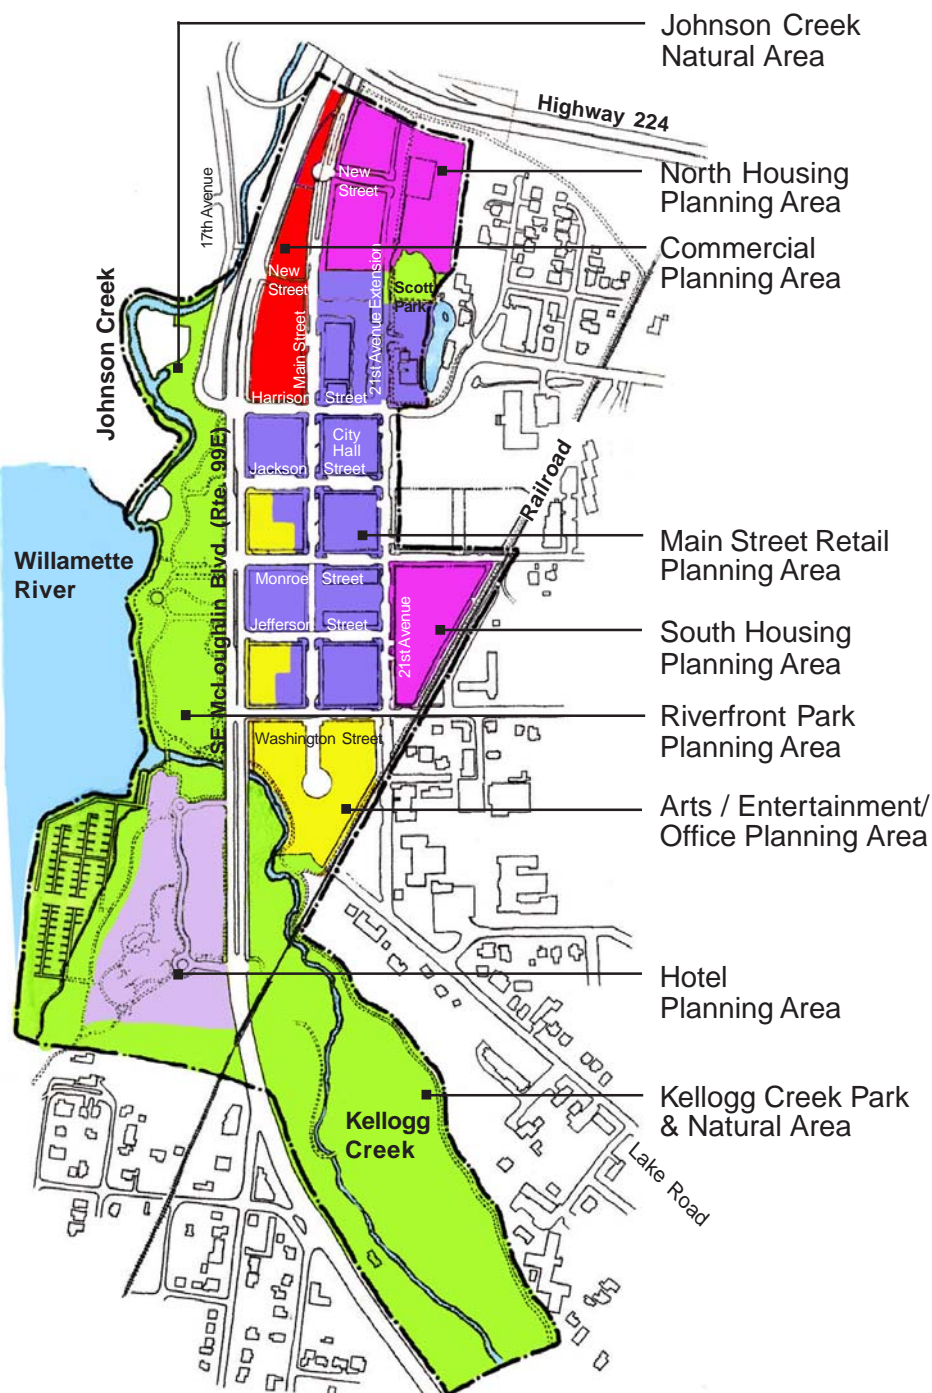 Johnson Creek
Natural Area
Highway 224
North Housing
Planning Area
New
Street
17th Avenue
Commercial
Planning Area
New
Street
Scott
Park
21st Avenue Extension
Main Street
Johnson Creek
Harrison Street
City
Hall
Jackson Street
SE McLoughlin Blvd. (Rte. 99E)
Railroad
Main Street Retail
Planning Area
Willamette
River
Monroe Street
Jefferson Street
21st Avenue
South Housing
Planning Area
Riverfront Park
Planning Area
Washington Street
Arts / Entertainment/
Office Planning Area
Hotel
Planning Area
Kellogg Creek Park
& Natural Area
Kellogg
Creek
Lake Road